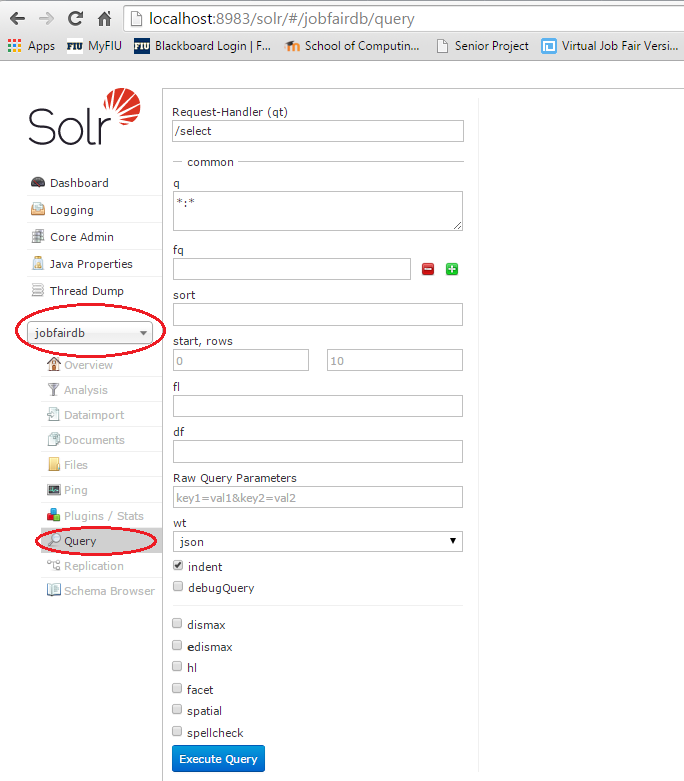 localhost:8983/solr/#/jobfairdb/query
Apps FIU MyFIU FIU Blackboard Login | F... School of Computin... Senior Project Virtual Job Fair Versi...
Solr
Dashboard
Logging
Core Admin
Java Properties
Thread Dump
jobfairdb
Overview
Analysis
Dataimport
Documents
Files
Ping
Plugins / Stats
Query
Replication
Schema Browser
Request-Handler (qt)
/select
common
q
*:*
fq
sort
start, rows
0 10
fl
df
Raw Query Parameters
key1=val1&key2=val2
wt
json
indent
debugQuery
dismax
edismax
hl
facet
spatial
spellcheck
Execute Query